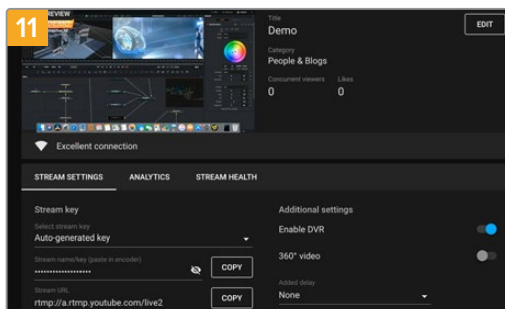 11
PREVIEW
Title
Demo
EDIT
Category
People & Blogs
Concurrent viewers Likes
0 0
Excellent connection
STREAM SETTINGS ANALYTICS STREAM HEALTH
Stream key
Additional settings
Select stream key
Auto-generated key
Enable DVR
360° video
Stream name/key (paste in encoder)
•••••••••••••••••••
COPY
Added delay
None
Stream URL
rtmp://a.rtmp.youtube.com/live2
COPY